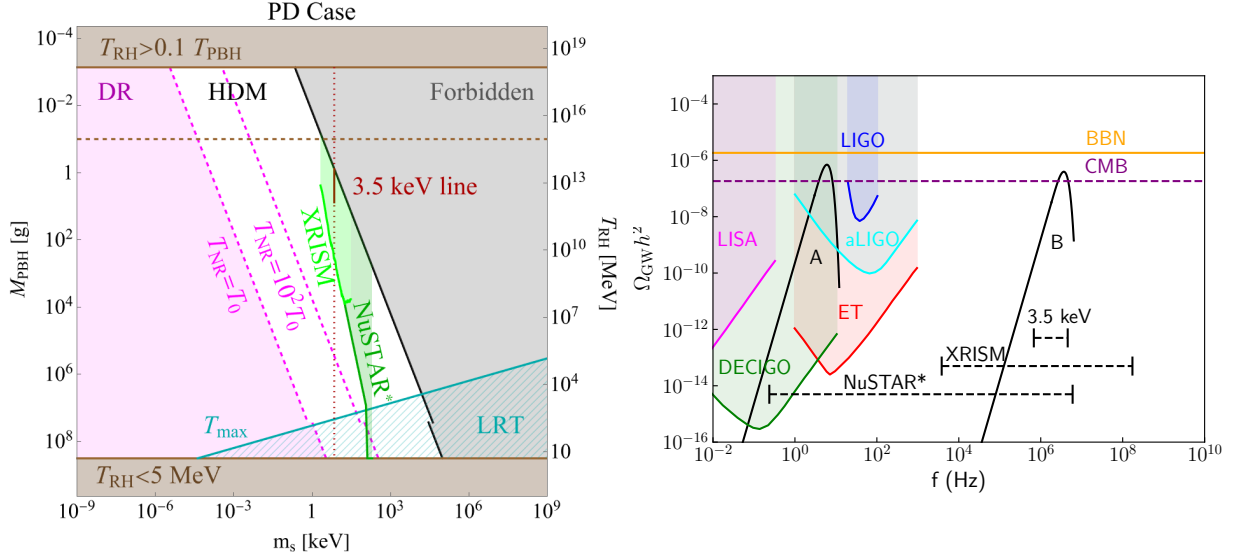 PD Case
T_RH>0.1 T_PBH
DR
HDM
Forbidden
3.5 keV line
XRISM
T_NR=T_0
T_NR=10^2T_0
NuSTAR*
T_max
LRT
T_RH<5 MeV
10^-4
10^-2
1
10^2
10^4
10^6
10^8
M_PBH [g]
10^19
10^16
10^13
10^10
10^7
10^4
10
T_RH [MeV]
10^-9
10^-6
10^-3
1
10^3
10^6
10^9
m_s [keV]
10^-4
10^-6
10^-8
10^-10
10^-12
10^-14
10^-16
Ω_GW h^2
LIGO
BBN
CMB
LISA
aLIGO
A
B
ET
3.5 keV
DECIGO
XRISM
NuSTAR*
10^-2
10^0
10^2
10^4
10^6
10^8
10^10
f (Hz)